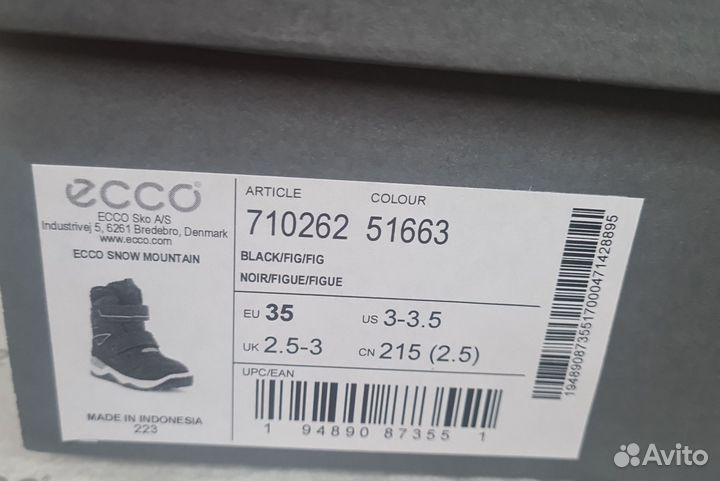 ecco
ECCO Sko A/S
Industrivej 5, 6261 Bredebro, Denmark
www.ecco.com
ECCO SNOW MOUNTAIN
MADE IN INDONESIA
223
ARTICLE COLOUR
710262 51663
BLACK/FIG/FIG
NOIR/FIGUE/FIGUE
EU 35 US 3-3.5
UK 2.5-3 CN 215 (2.5)
UPC/EAN
1 94890 87355 1
1948908735517000471428895
Avito